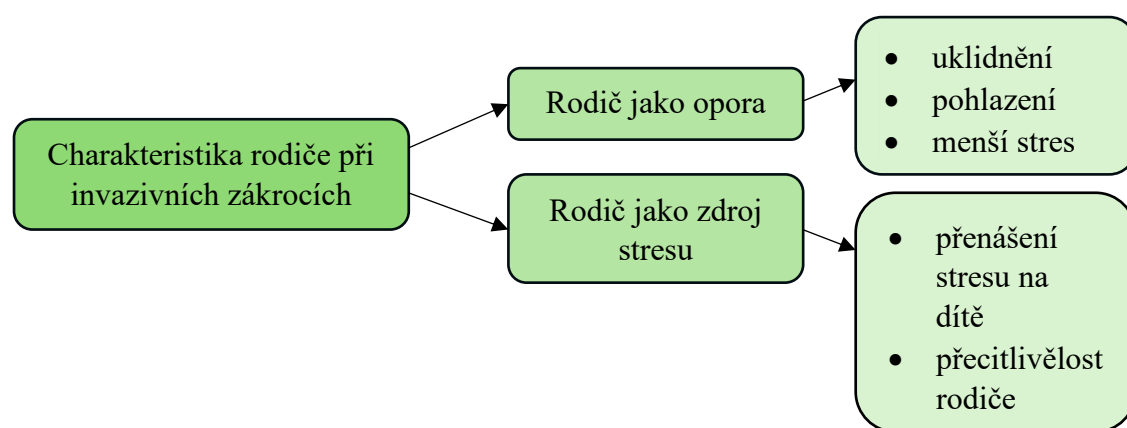 Charakteristika rodiče při
invazivních zákrocích
Rodič jako opora
• uklidnění
• pohlazení
• menší stres
Rodič jako zdroj
stresu
• přenášení
stresu na
dítě
• přecitlivělost
rodiče